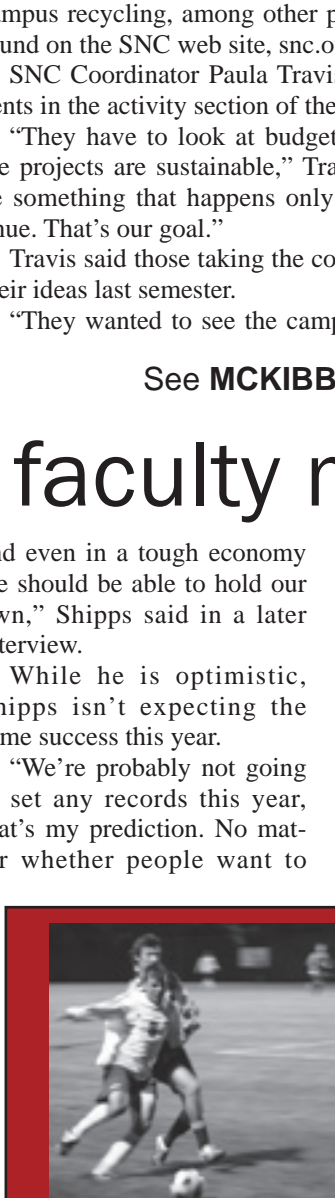 ampus recycling, among other p
und on the SNC web site, snc.o
SNC Coordinator Paula Travis
ents in the activity section of the
“They have to look at budget
e projects are sustainable,” Tra
e something that happens only
nue. That’s our goal.”
Travis said those taking the co
eir ideas last semester.
“They wanted to see the camp
See MCKIBB
faculty n
nd even in a tough economy
e should be able to hold our
wn,” Shipps said in a later
terview.
While he is optimistic,
hipps isn’t expecting the
me success this year.
“We’re probably not going
set any records this year,
at’s my prediction. No mat-
r whether people want to